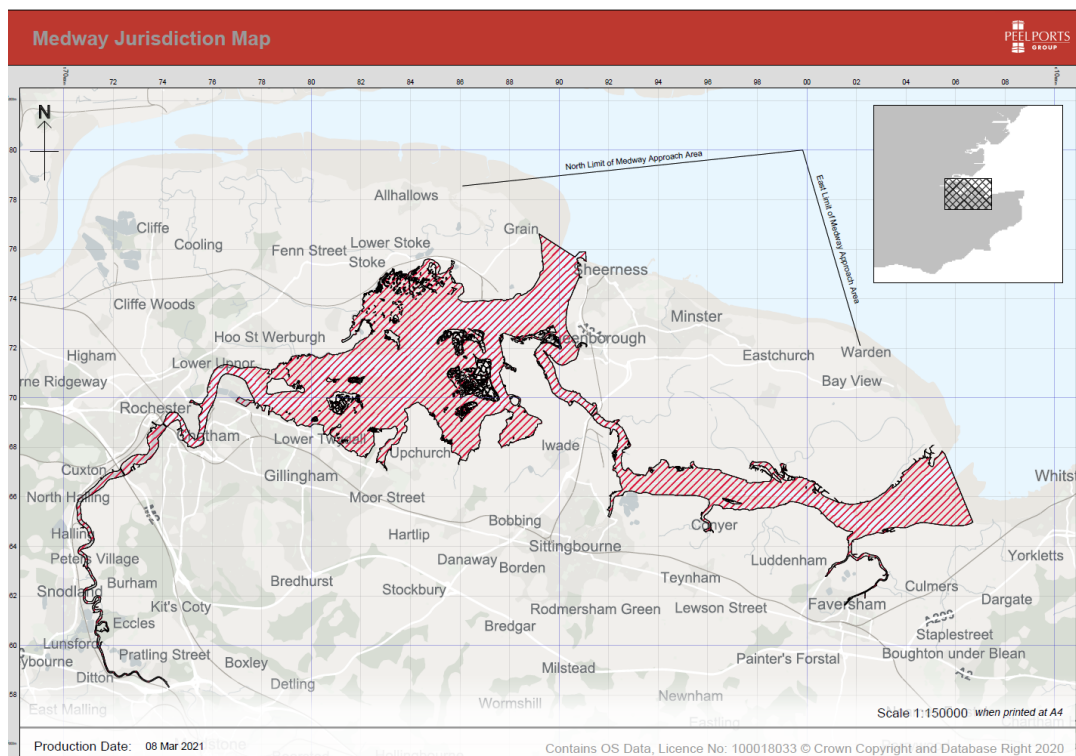 Medway Jurisdiction Map
PEEL PORTS
GROUP
72 74 76 78 80 82 84 86 88 90 92 94 96 98 00 02 04 06 08
N
80
North Limit of Medway Approach Area
East Limit of Medway Approach Area
78
Allhallows
Cliffe
Grain
76
Cooling
Lower Stoke
Fenn Street
Stoke
Sheerness
74
Cliffe Woods
Minster
Hoo St Werburgh
72
Higham
Lower Upnor
Eastchurch
Warden
Bay View
70
Rochester
Chatham
68
Iwade
Upchurch
Cuxton
Gillingham
66
North Halling
Moor Street
Bobbing
Conyer
Halling
Hartlip
64
Sittingbourne
Peters Village
Danaway
Luddenham
Yorkletts
Borden
Burham
Bredhurst
Teynham
Snodland
Stockbury
Culmers
62
Kit's Coty
Rodmersham Green
Lewson Street
Faversham
Dargate
Eccles
Bredgar
Staplestreet
60
Lunsford
Pratling Street
Boxley
Painter's Forstal
Boughton under Blean
Ditton
Detling
Milstead
58
East Malling
Wormshill
Newnham
Eastling
Scale 1:150000 when printed at A4
Production Date: 08 Mar 2021
Contains OS Data, Licence No: 100018033 © Crown Copyright and Database Right 2020